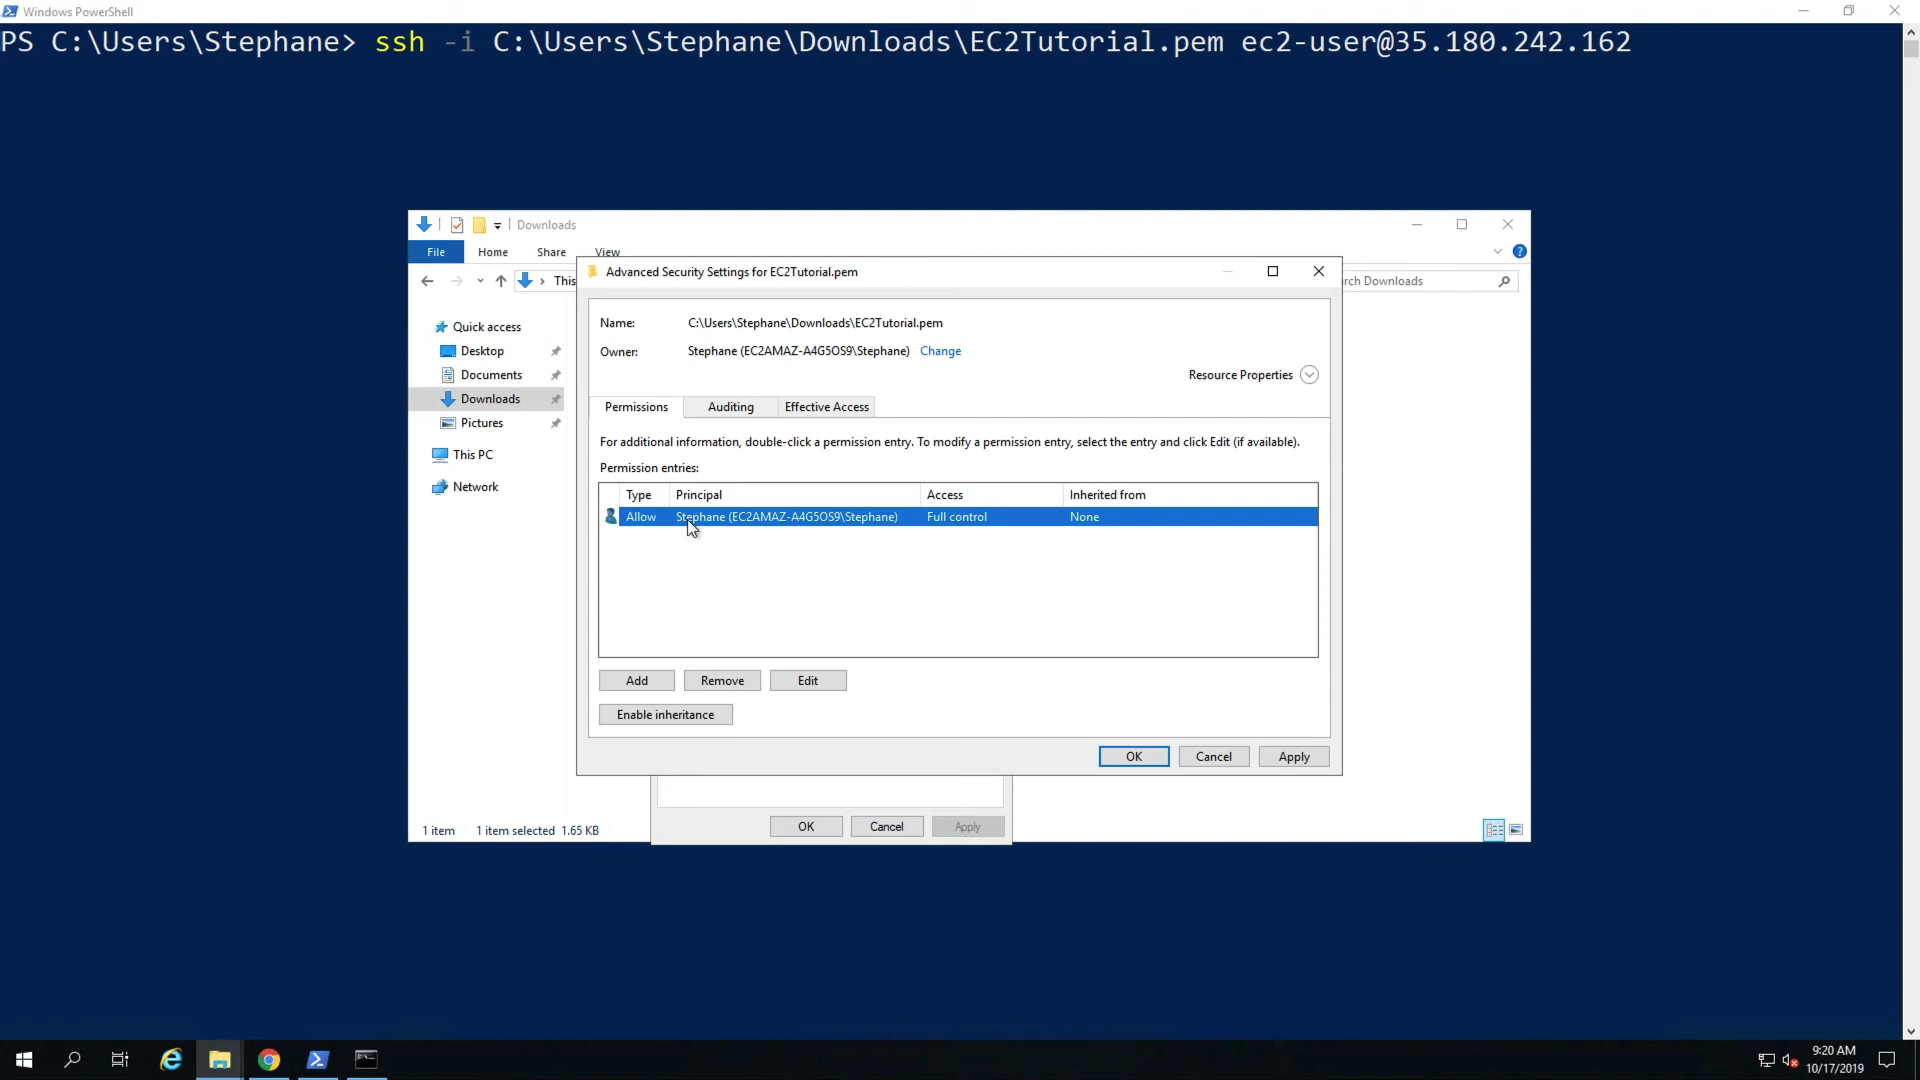 Windows PowerShell
PS C:\Users\Stephane> ssh -i C:\Users\Stephane\Downloads\EC2Tutorial.pem ec2-user@35.180.242.162
Downloads
File Home Share View
This
rch Downloads
Quick access
Desktop
Documents
Downloads
Pictures
This PC
Network
1 item 1 item selected 1.65 KB
Advanced Security Settings for EC2Tutorial.pem
Name: C:\Users\Stephane\Downloads\EC2Tutorial.pem
Owner: Stephane (EC2AMAZ-A4G5OS9\Stephane) Change
Resource Properties
Permissions Auditing Effective Access
For additional information, double-click a permission entry. To modify a permission entry, select the entry and click Edit (if available).
Permission entries:
Type Principal Access Inherited from
Allow Stephane (EC2AMAZ-A4G5OS9\Stephane) Full control None
Add Remove Edit
Enable inheritance
OK Cancel Apply
OK Cancel Apply
9:20 AM
10/17/2019